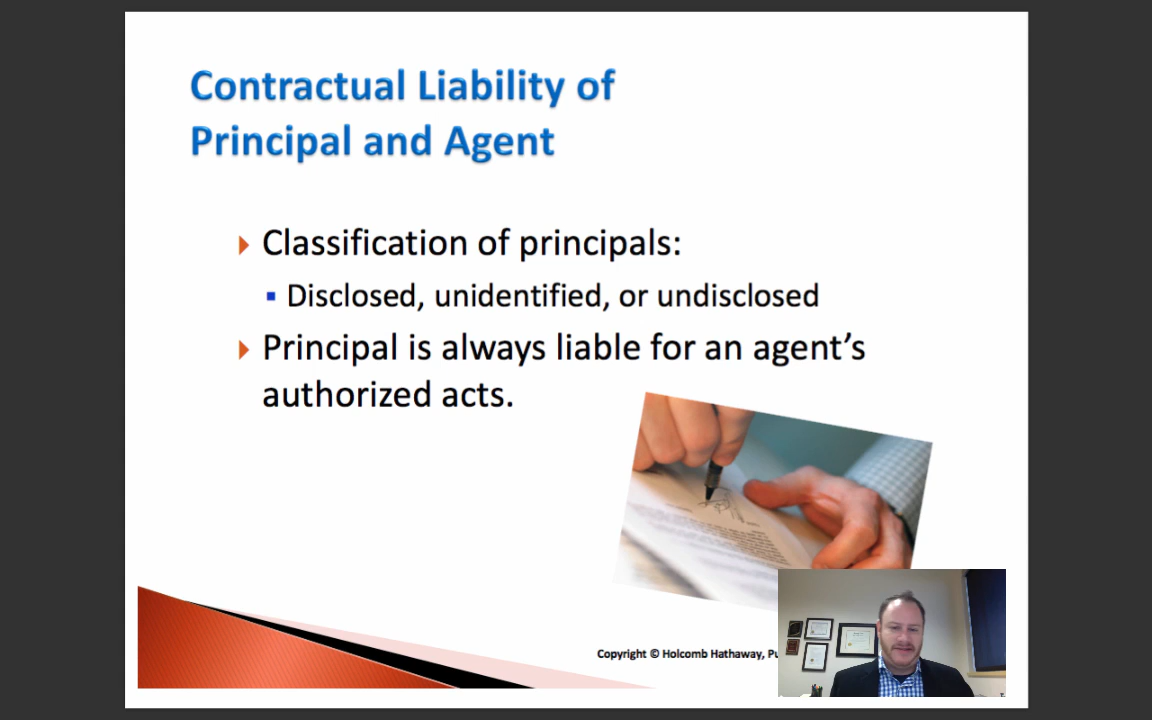 Contractual Liability of
Principal and Agent
Classification of principals:
Disclosed, unidentified, or undisclosed
Principal is always liable for an agent’s
authorized acts.
Copyright © Holcomb Hathaway, Pu